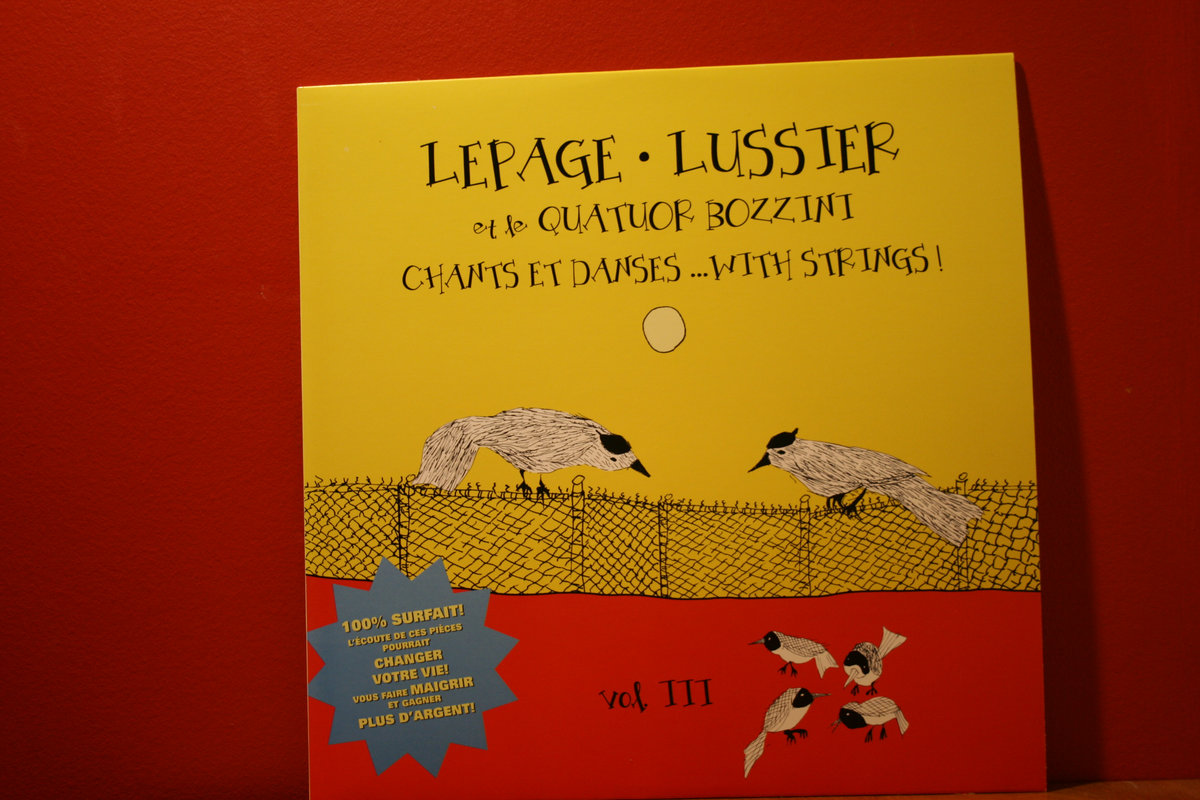 LEPAGE • LUSSIER
et le QUATUOR BOZZINI
CHANTS ET DANSES ...WITH STRINGS!
100% SURFAIT!
L'ÉCOUTE DE CES PIÈCES
POURRAIT
CHANGER
VOTRE VIE!
VOUS FAIRE MAIGRIR
ET GAGNER
PLUS D'ARGENT!
vol III